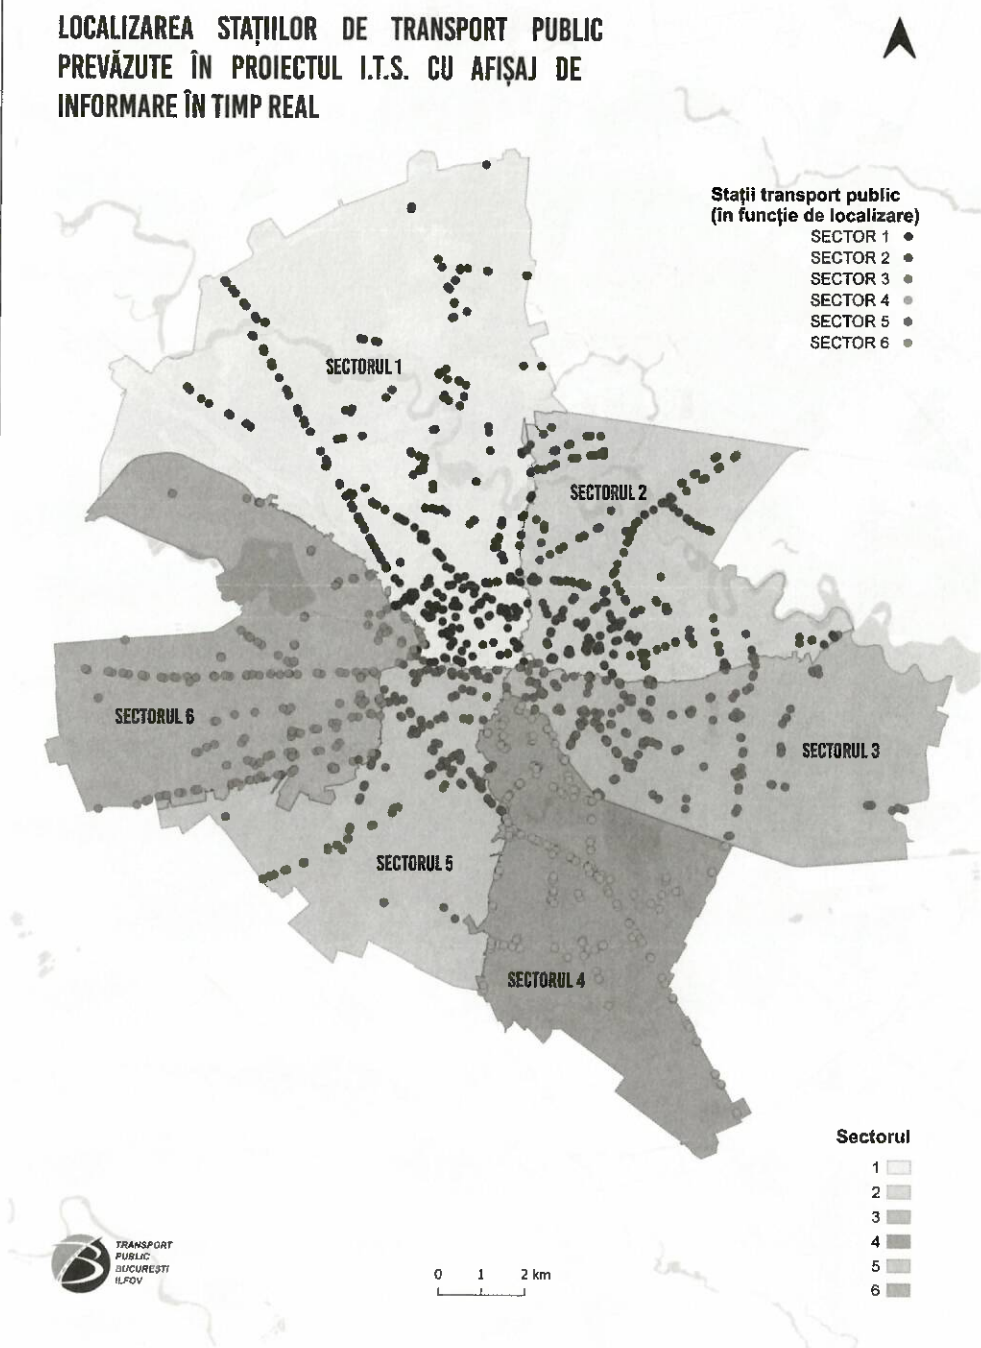 LOCALIZAREA STAȚIILOR DE TRANSPORT PUBLIC
PREVĂZUTE ÎN PROIECTUL I.T.S. CU AFIȘAJ DE
INFORMARE ÎN TIMP REAL
Stații transport public
(în funcție de localizare)
SECTOR 1
SECTOR 2
SECTOR 3
SECTOR 4
SECTOR 5
SECTOR 6
SECTORUL 1
SECTORUL 2
SECTORUL 6
SECTORUL 3
SECTORUL 5
SECTORUL 4
Sectorul
1
2
3
4
5
6
TRANSPORT
PUBLIC
BUCUREȘTI
ILFOV
0 1 2 km